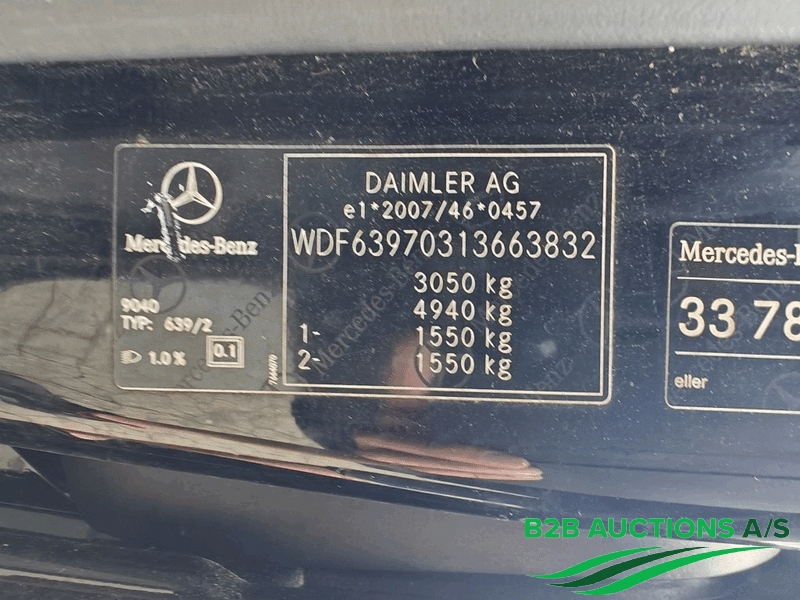 Mercedes-Benz
9040
TYP: 639/2
1.0 %
0.1
DAIMLER AG
e1*2007/46*0457
WDF63970313663832
3050 kg
4940 kg
1- 1550 kg
2- 1550 kg
Mercedes-B
33 78
eller
B2B AUCTIONS A/S